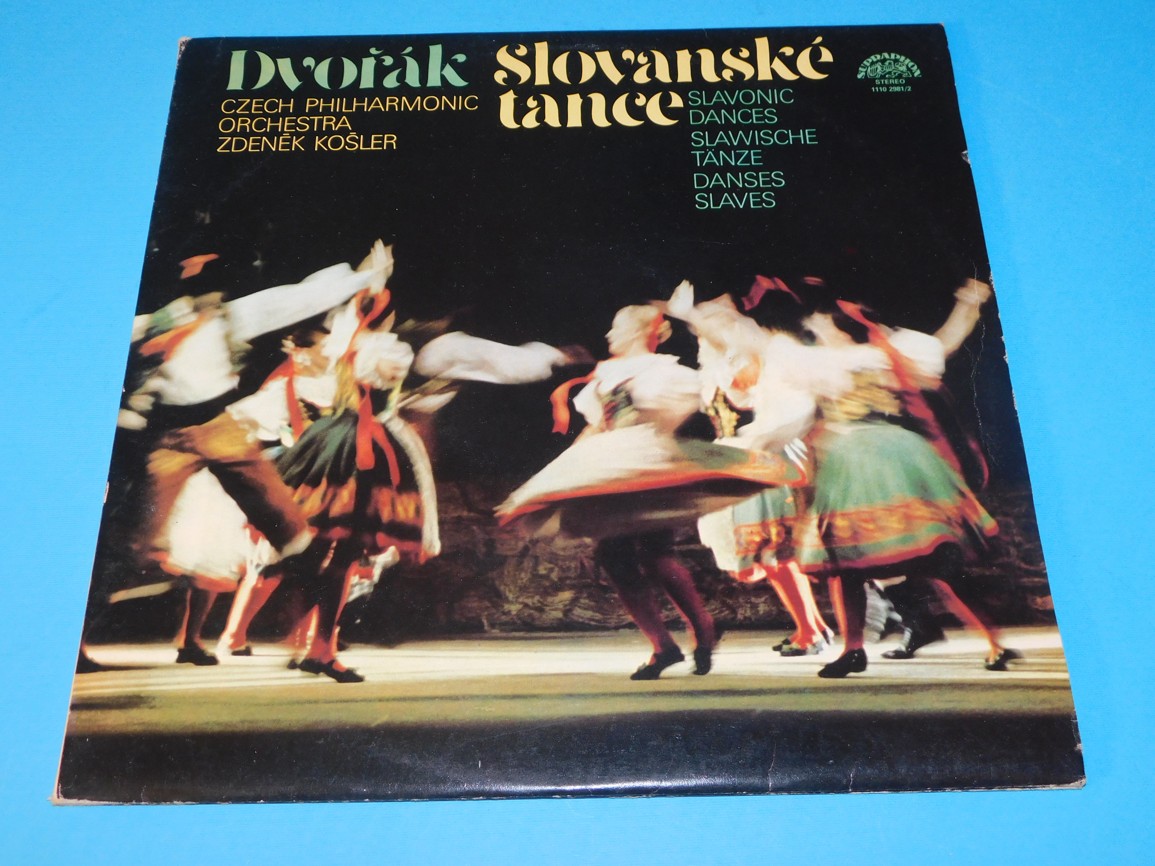 Dvořák
CZECH PHILHARMONIC
ORCHESTRA
ZDENĚK KOŠLER
Slovanské
tance
SLAVONIC
DANCES
SLAWISCHE
TÄNZE
DANSES
SLAVES
SUPRAPHON
STEREO
1110 2981/2